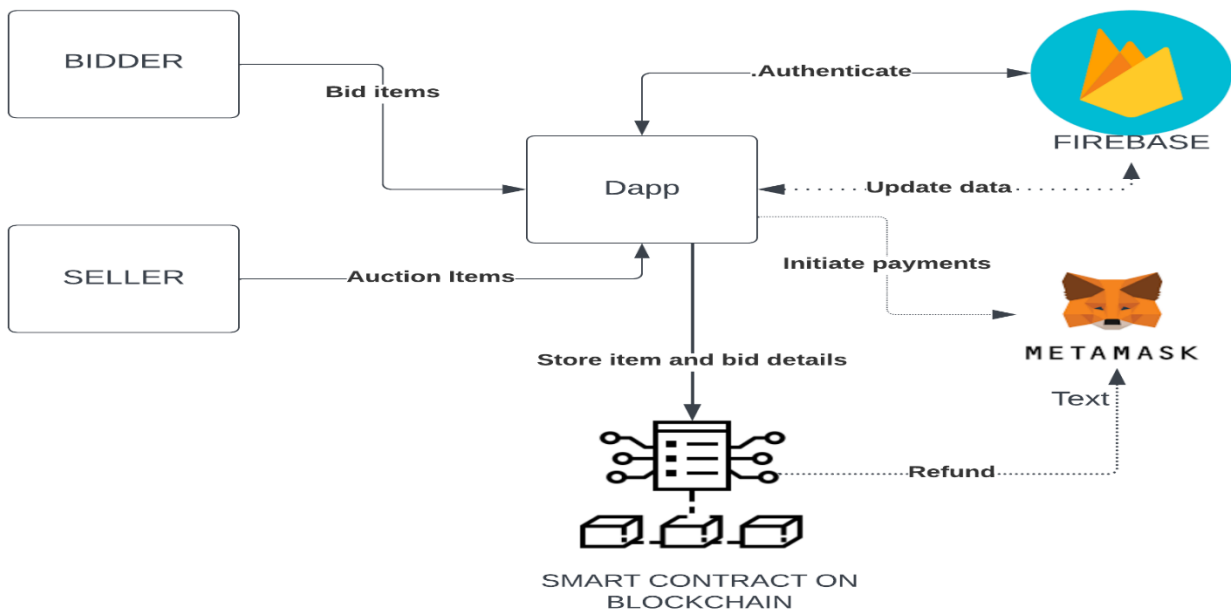 BIDDER
Bid items
.Authenticate
FIREBASE
Dapp
Update data
SELLER
Auction Items
Initiate payments
METAMASK
Text
Store item and bid details
Refund
SMART CONTRACT ON
BLOCKCHAIN